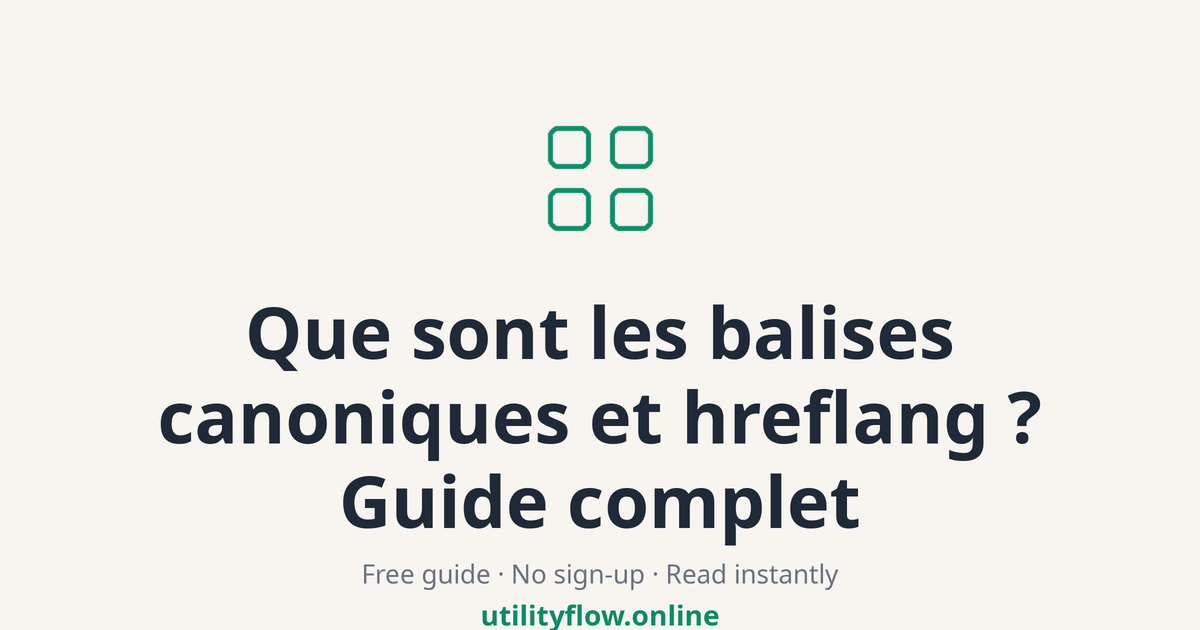 Que sont les balises
canoniques et hreflang ?
Guide complet
Free guide · No sign-up · Read instantly
utilityflow.online